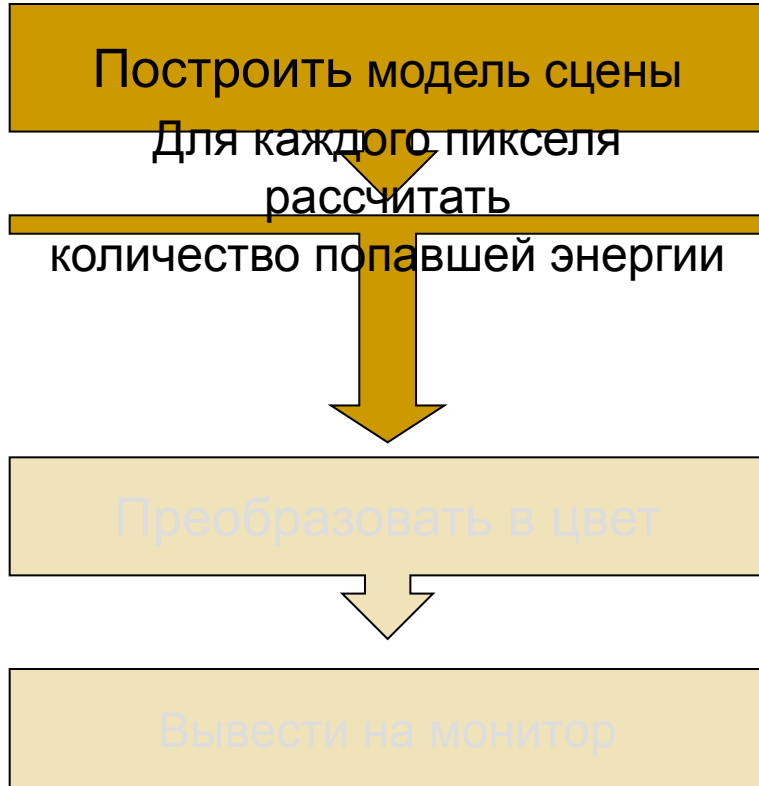 Построить модель сцены
Для каждого пикселя
рассчитать
количество попавшей энергии
Преобразовать в цвет
Вывести на монитор